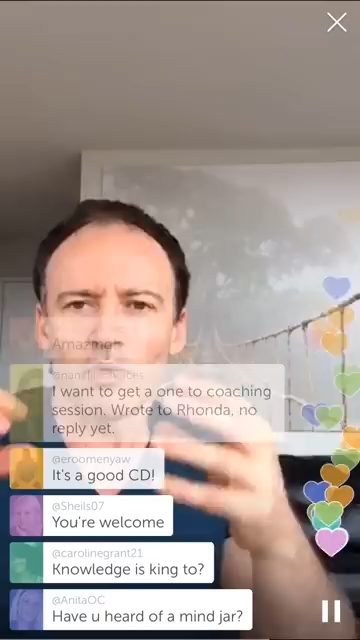 Amazing
I want to get a one to coaching
session. Wrote to Rhonda, no
reply yet.
@eroomenyaw
It's a good CD!
@Sheils07
You're welcome
@carolinegrant21
Knowledge is king to?
@AnitaOC
Have u heard of a mind jar?